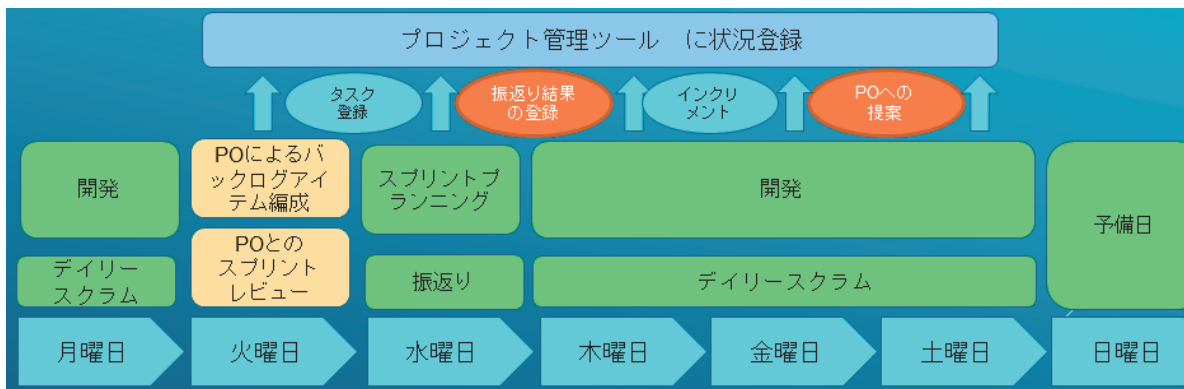 プロジェクト管理ツール　に状況登録
タスク
登録
振返り結果
の登録
インクリ
メント
POへの
提案
開発
POによるバ
ックログアイ
テム編成
スプリントプ
ランニング
開発
予備日
デイリー
スクラム
POとの
スプリント
レビュー
振返り
デイリースクラム
月曜日
火曜日
水曜日
木曜日
金曜日
土曜日
日曜日